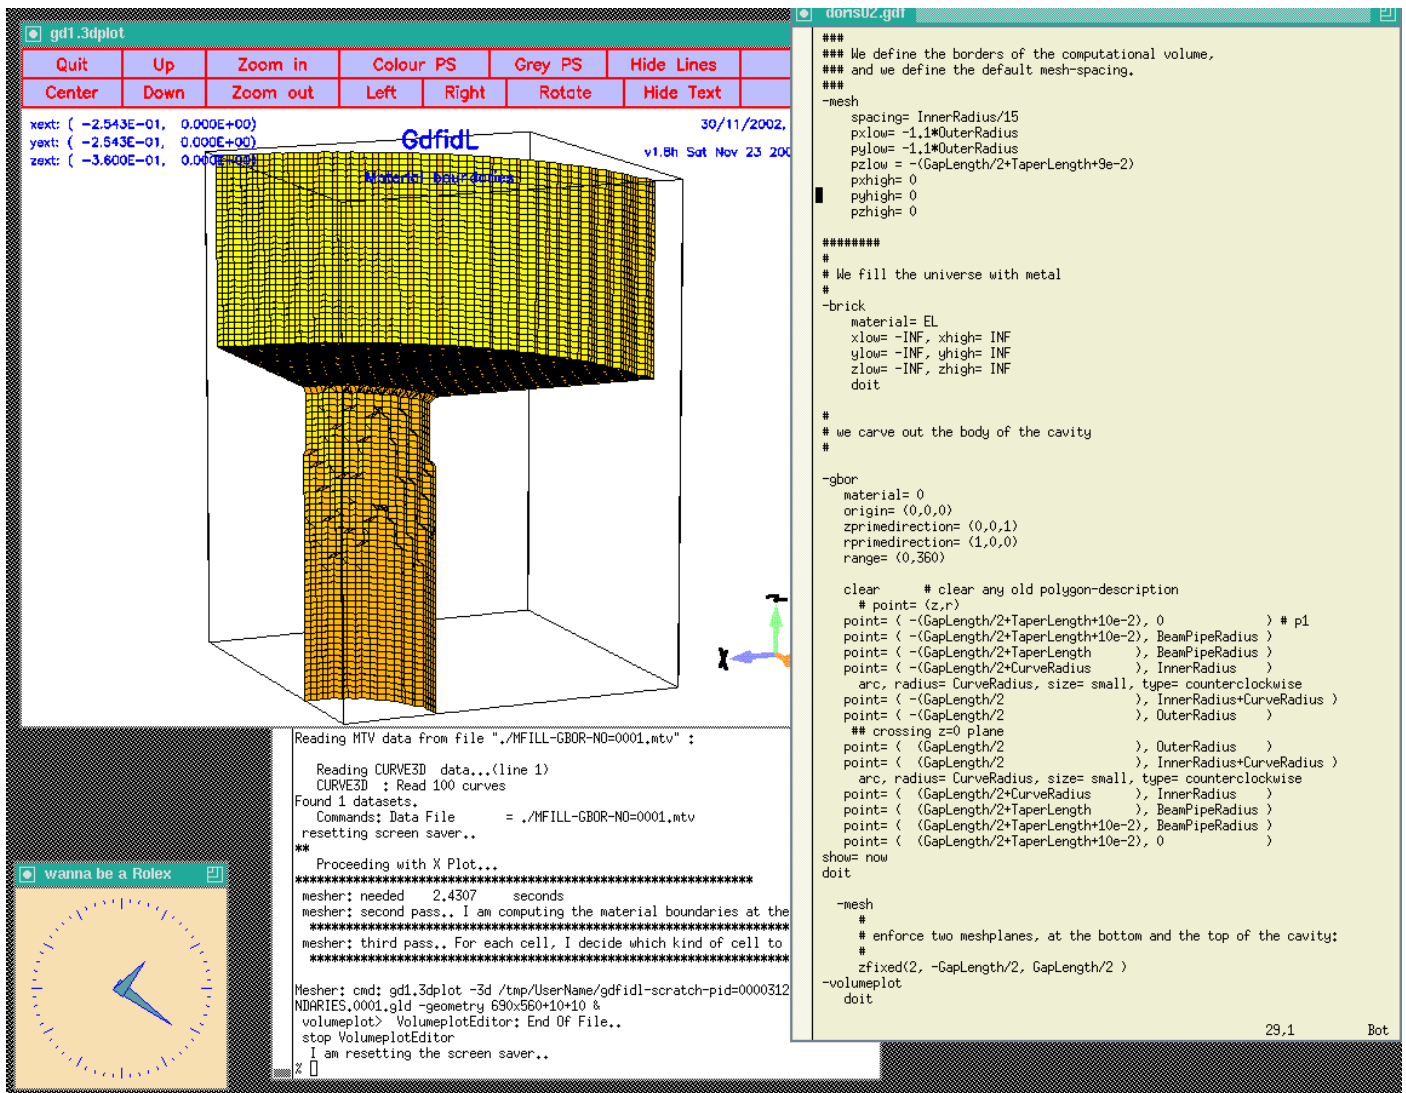 gd1.3dplot
Quit Up Zoom in Colour PS Grey PS Hide Lines
Center Down Zoom out Left Right Rotate Hide Text
xext: ( -2.543E-01, 0.000E+00)
yext: ( -2.543E-01, 0.000E+00)
zext: ( -3.600E-01, 0.000E+00)
GdfidL
Material boundaries
30/11/2002,
v1.8h Sat Nov 23 200
z
x
Reading MTV data from file "./MFILL-GBOR-NO=0001.mtv" :
Reading CURVE3D data...(line 1)
CURVE3D : Read 100 curves
Found 1 datasets.
Commands: Data File = ./MFILL-GBOR-NO=0001.mtv
resetting screen saver..
**
Proceeding with X Plot...
****************************************************************
mesher: needed 2.4307 seconds
mesher: second pass.. I am computing the material boundaries at the
****************************************************************
mesher: third pass.. For each cell, I decide which kind of cell to
****************************************************************
Mesher: cmd: gd1.3dplot -3d /tmp/UserName/gdfidl-scratch-pid=0000312
NDARIES.0001.gld -geometry 690x560+10+10 &
volumeplot> VolumeplotEditor: End Of File..
stop VolumeplotEditor
I am resetting the screen saver..
%
wanna be a Rolex
doris02.gdf
###
### We define the borders of the computational volume,
### and we define the default mesh-spacing.
###
-mesh
spacing= InnerRadius/15
pxlow= -1.1*OuterRadius
pylow= -1.1*OuterRadius
pzlow = -(GapLength/2+TaperLength+9e-2)
pxhigh= 0
pyhigh= 0
pzhigh= 0
########
#
# We fill the universe with metal
#
-brick
material= EL
xlow= -INF, xhigh= INF
ylow= -INF, yhigh= INF
zlow= -INF, zhigh= INF
doit
#
# we carve out the body of the cavity
#
-gbor
material= 0
origin= (0,0,0)
zprimedirection= (0,0,1)
rprimedirection= (1,0,0)
range= (0,360)
clear # clear any old polygon-description
# point= (z,r)
point= ( -(GapLength/2+TaperLength+10e-2), 0 ) # p1
point= ( -(GapLength/2+TaperLength+10e-2), BeamPipeRadius )
point= ( -(GapLength/2+TaperLength ), BeamPipeRadius )
point= ( -(GapLength/2+CurveRadius ), InnerRadius )
arc, radius= CurveRadius, size= small, type= counterclockwise
point= ( -(GapLength/2 ), InnerRadius+CurveRadius )
point= ( -(GapLength/2 ), OuterRadius )
## crossing z=0 plane
point= ( (GapLength/2 ), OuterRadius )
point= ( (GapLength/2 ), InnerRadius+CurveRadius )
arc, radius= CurveRadius, size= small, type= counterclockwise
point= ( (GapLength/2+CurveRadius ), InnerRadius )
point= ( (GapLength/2+TaperLength ), BeamPipeRadius )
point= ( (GapLength/2+TaperLength+10e-2), BeamPipeRadius )
point= ( (GapLength/2+TaperLength+10e-2), 0 )
show= now
doit
-mesh
#
# enforce two meshplanes, at the bottom and the top of the cavity:
#
zfixed(2, -GapLength/2, GapLength/2 )
-volumeplot
doit
29,1 Bot